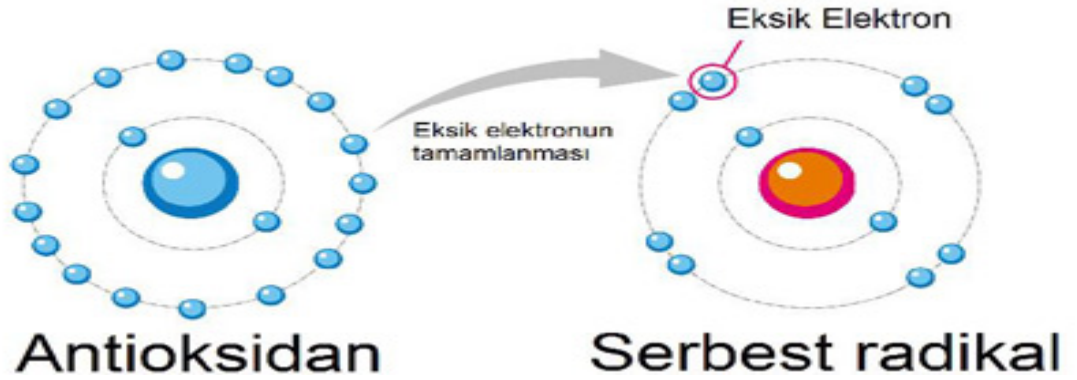 Eksik Elektron
Eksik elektronun
tamamlanması
Antioksidan
Serbest radikal